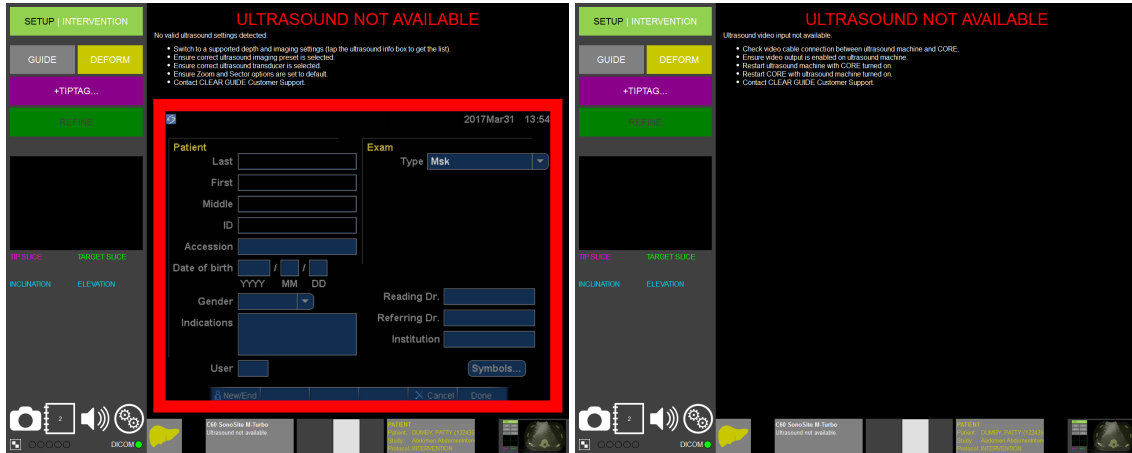 SETUP | INTERVENTION
ULTRASOUND NOT AVAILABLE
No valid ultrasound settings detected.
• Switch to a supported depth and imaging settings (tap the ultrasound info box to get the list).
• Ensure correct ultrasound imaging preset is selected.
• Ensure correct ultrasound transducer is selected.
• Ensure Zoom and Sector options are set to default.
• Contact CLEAR GUIDE Customer Support.
GUIDE DEFORM
+TIPTAG...
REFINE
2017Mar31 13:54
Patient
Last
First
Middle
ID
Accession
Date of birth / /
YYYY MM DD
Gender
Indications
User
Exam
Type Msk
Reading Dr.
Referring Dr.
Institution
Symbols...
New/End Cancel Done
TIP SLICE TARGET SLICE
INCLINATION ELEVATION
2
DICOM
C60 SonoSite M-Turbo
Ultrasound not available.
PATIENT
Patient: DUMMY, PATTY
Study: Abdomen
Protocol: INTERVENTION
SETUP | INTERVENTION
ULTRASOUND NOT AVAILABLE
Ultrasound video input not available.
• Check video cable connection between ultrasound machine and CORE.
• Ensure video output is enabled on ultrasound machine.
• Restart ultrasound machine with CORE turned on.
• Restart CORE with ultrasound machine turned on.
• Contact CLEAR GUIDE Customer Support.
GUIDE DEFORM
+TIPTAG...
REFINE
TIP SLICE TARGET SLICE
INCLINATION ELEVATION
2
DICOM
C60 SonoSite M-Turbo
Ultrasound not available.
PATIENT
Patient: DUMMY, PATTY
Study: Abdomen
Protocol: INTERVENTION